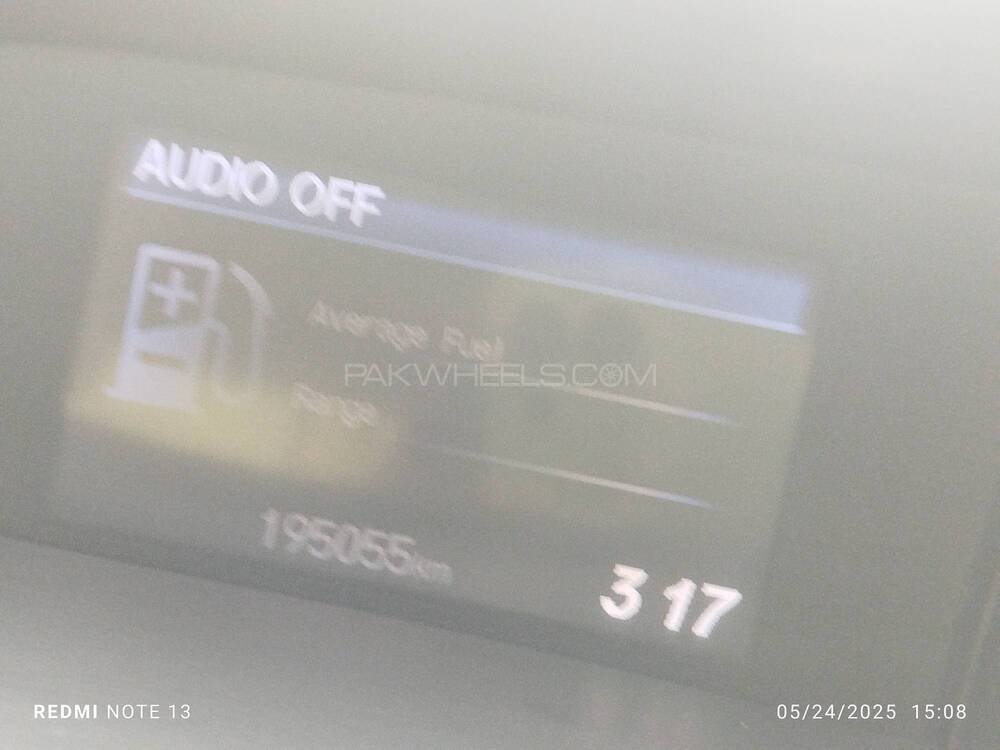 AUDIO OFF
Average Fuel
Range
195055km
3 17
PAKWHEELS.COM
REDMI NOTE 13
05/24/2025 15:08